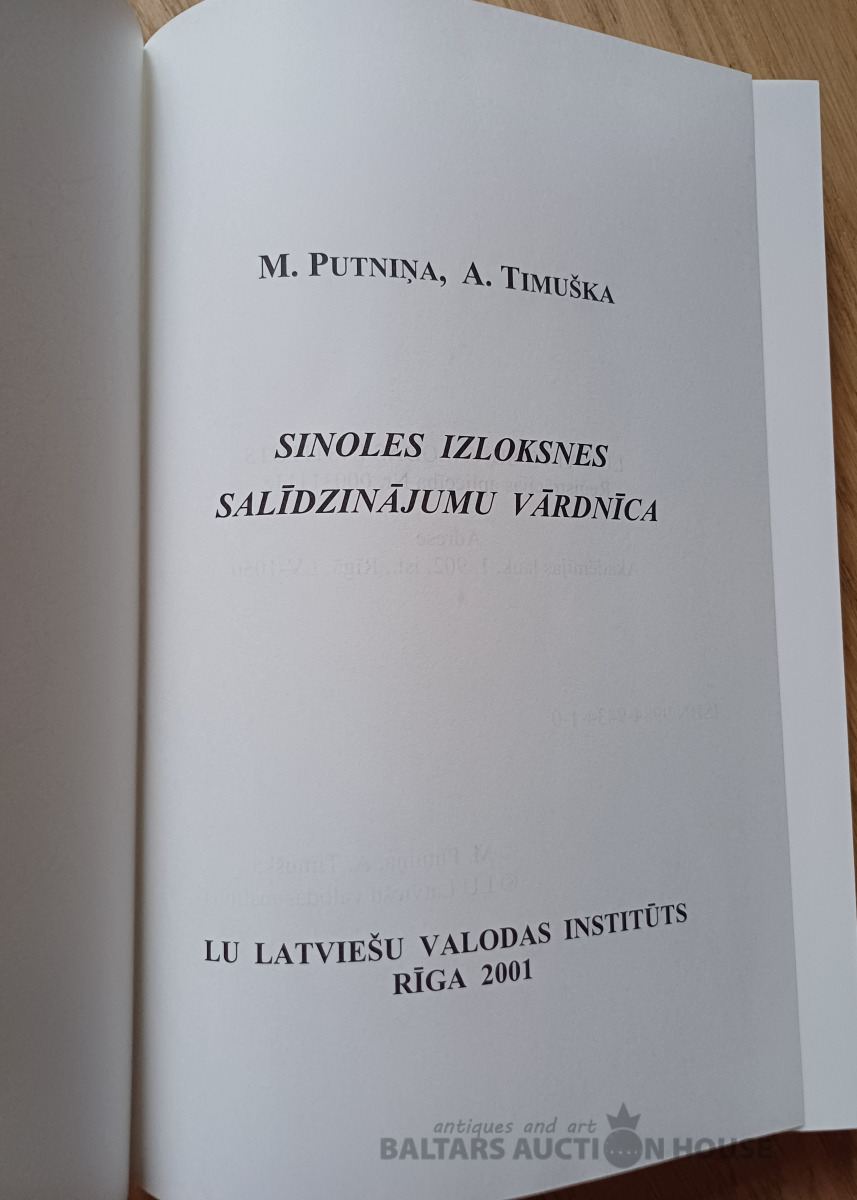 M. PUTNIŅA, A. TIMUŠKA
SINOLES IZLOKSNES
SALĪDZINĀJUMU VĀRDNĪCA
LU LATVIEŠU VALODAS INSTITŪTS
RĪGA 2001
antiques and art
BALTARS AUCTION HOUSE